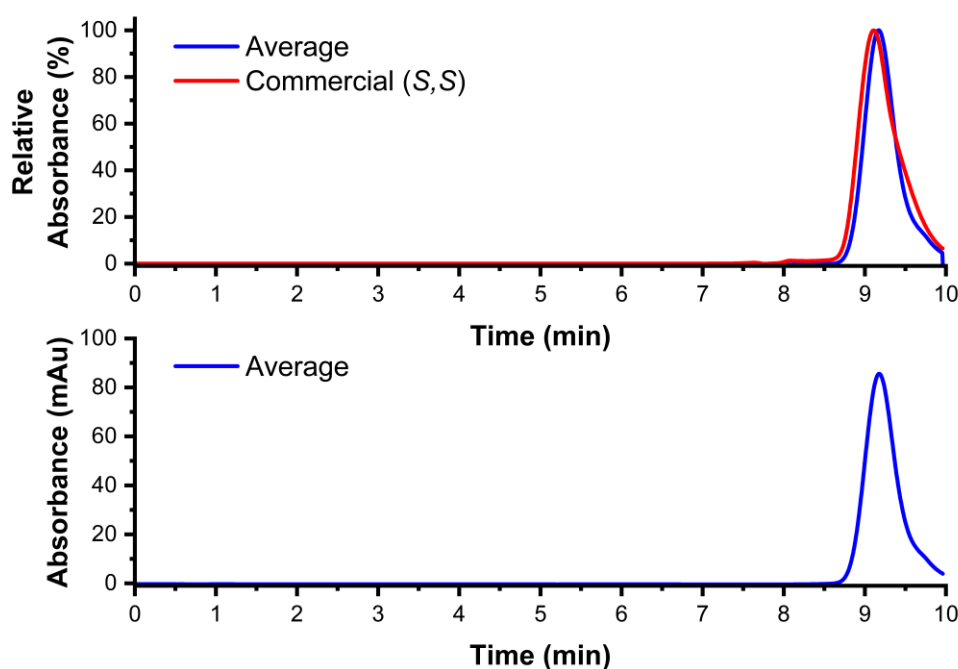 Relative
Absorbance (%)
100
80
60
40
20
0
Average
Commercial (S,S)
0 1 2 3 4 5 6 7 8 9 10
Time (min)
Absorbance (mAu)
100
80
60
40
20
0
Average
0 1 2 3 4 5 6 7 8 9 10
Time (min)